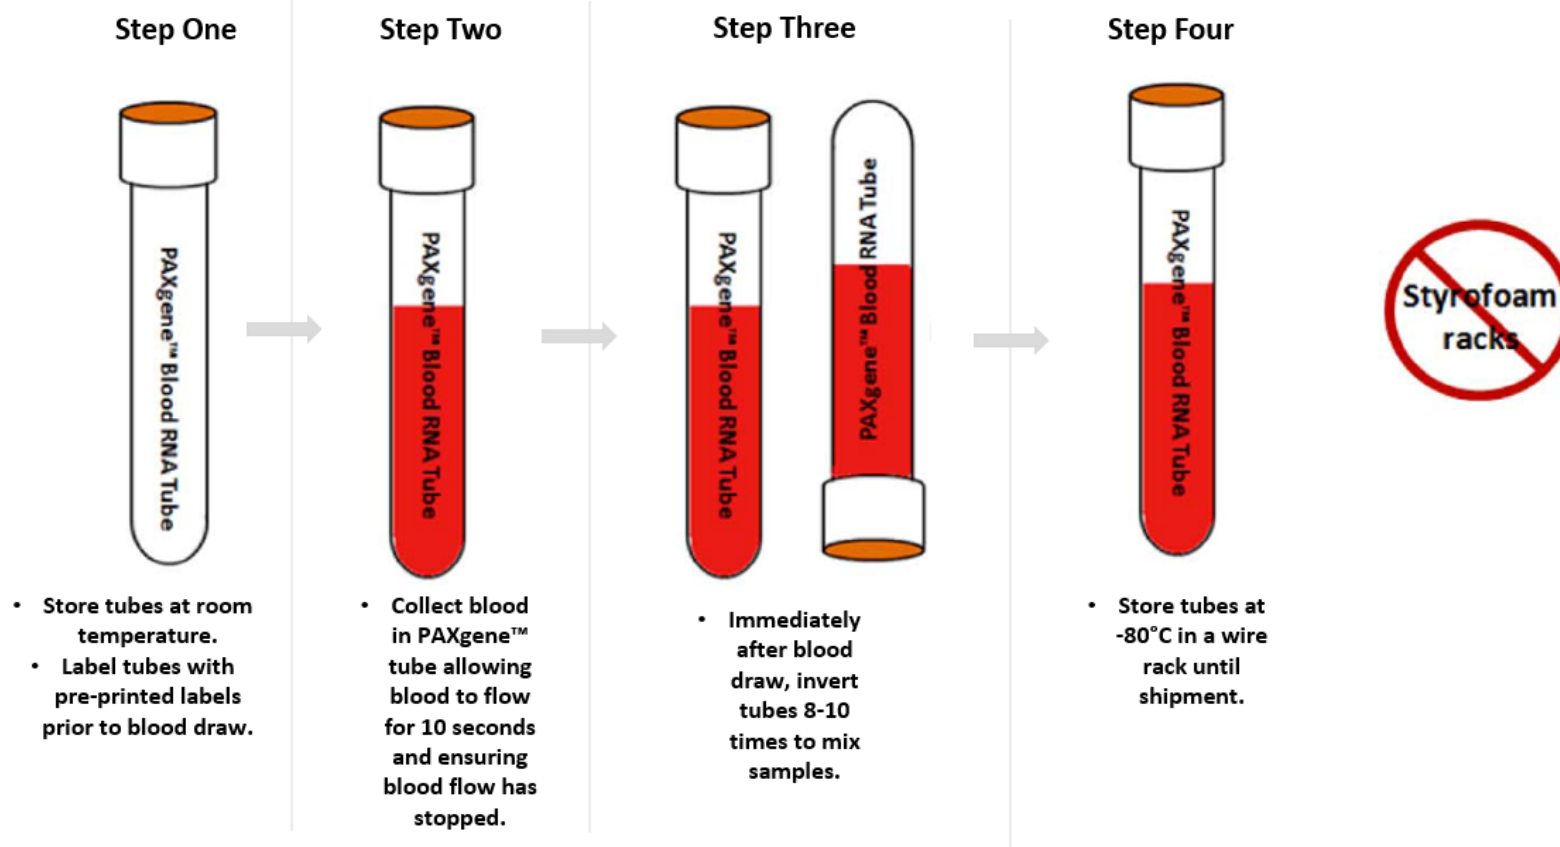 Step One
PAXgene™ Blood RNA Tube
• Store tubes at room
temperature.
• Label tubes with
pre-printed labels
prior to blood draw.
Step Two
PAXgene™ Blood RNA Tube
• Collect blood
in PAXgene™
tube allowing
blood to flow
for 10 seconds
and ensuring
blood flow has
stopped.
Step Three
PAXgene™ Blood RNA Tube
PAXgene™ Blood RNA Tube
• Immediately
after blood
draw, invert
tubes 8-10
times to mix
samples.
Step Four
PAXgene™ Blood RNA Tube
• Store tubes at
-80°C in a wire
rack until
shipment.
Styrofoam
racks